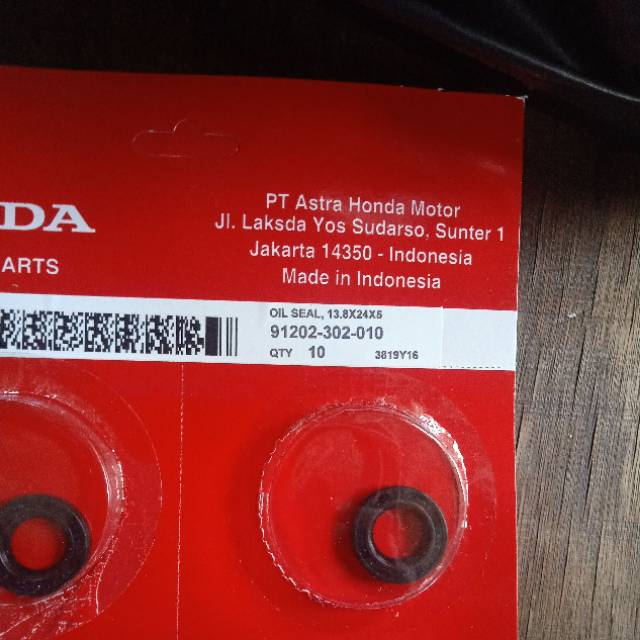 DA
ARTS
PT Astra Honda Motor
Jl. Laksda Yos Sudarso, Sunter 1
Jakarta 14350 - Indonesia
Made in Indonesia
OIL SEAL, 13.8X24X5
91202-302-010
QTY 10 3819Y16